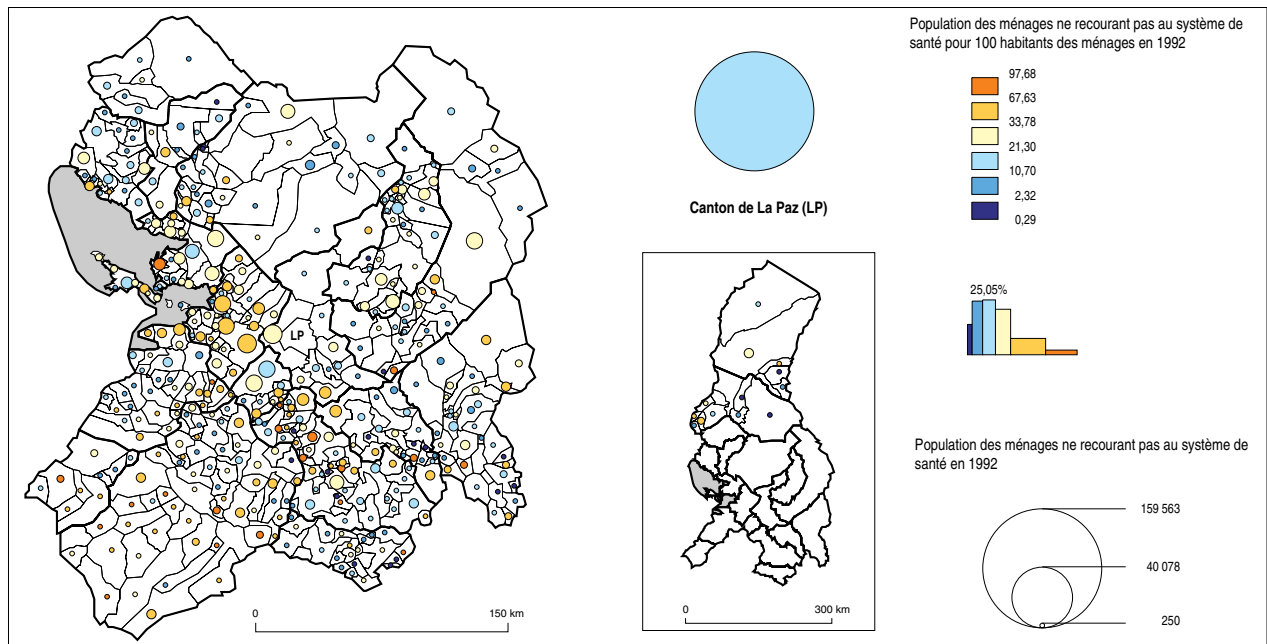 Population des ménages ne recourant pas au système de
santé pour 100 habitants des ménages en 1992
97,68
67,63
33,78
21,30
10,70
2,32
0,29
Canton de La Paz (LP)
LP
25,05%
Population des ménages ne recourant pas au système de
santé en 1992
159 563
40 078
250
0
150 km
0
300 km